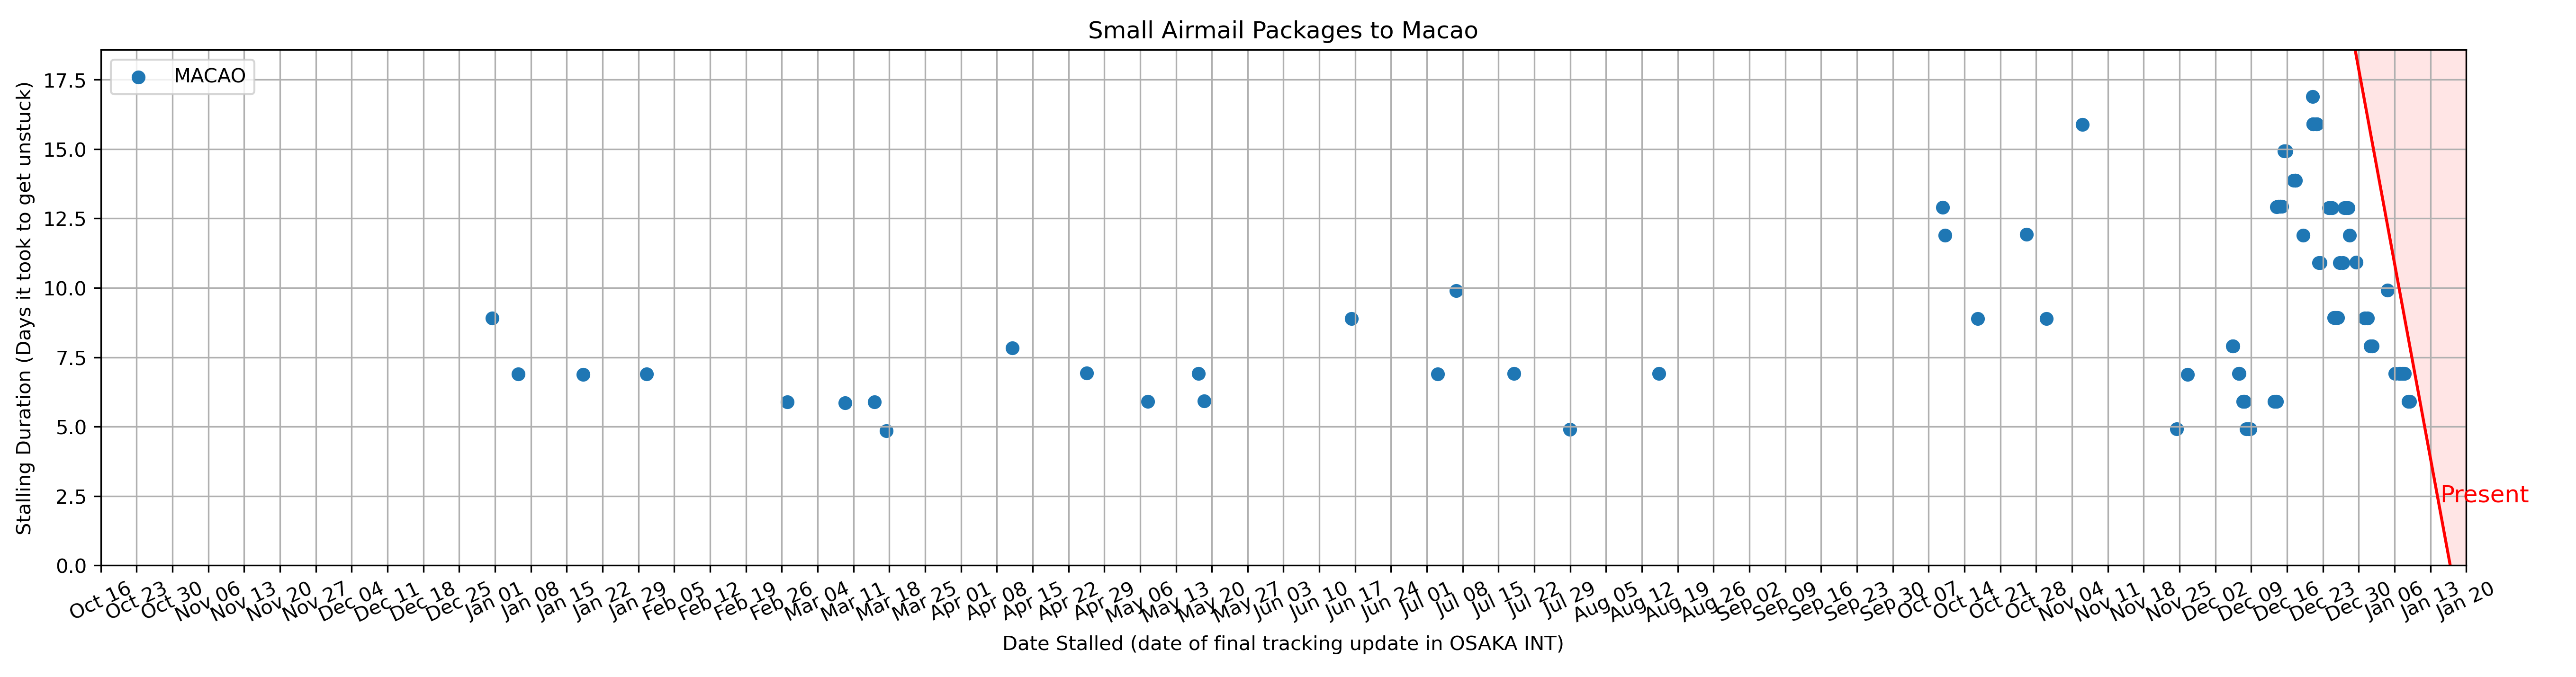 Small Airmail Packages to Macao
MACAO
Stalling Duration (Days it took to get unstuck)
17.5
15.0
12.5
10.0
7.5
5.0
2.5
0.0
Present
Oct 16 Oct 23 Oct 30 Nov 06 Nov 13 Nov 20 Nov 27 Dec 04 Dec 11 Dec 18 Dec 25 Jan 01 Jan 08 Jan 15 Jan 22 Jan 29 Feb 05 Feb 12 Feb 19 Feb 26 Mar 04 Mar 11 Mar 18 Mar 25 Apr 01 Apr 08 Apr 15 Apr 22 Apr 29 May 06 May 13 May 20 May 27 Jun 03 Jun 10 Jun 17 Jun 24 Jul 01 Jul 08 Jul 15 Jul 22 Jul 29 Aug 05 Aug 12 Aug 19 Aug 26 Sep 02 Sep 09 Sep 16 Sep 23 Sep 30 Oct 07 Oct 14 Oct 21 Oct 28 Nov 04 Nov 11 Nov 18 Nov 25 Dec 02 Dec 09 Dec 16 Dec 23 Dec 30 Jan 06 Jan 13 Jan 20
Date Stalled (date of final tracking update in OSAKA INT)